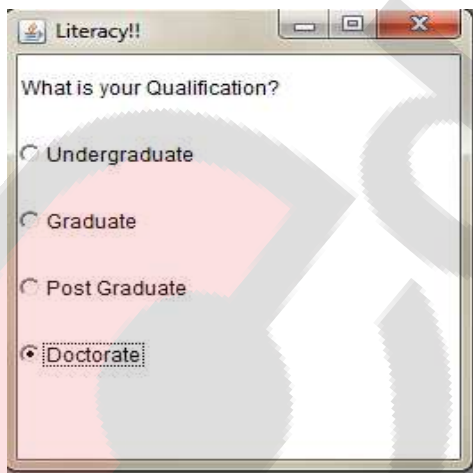 Literacy!!
What is your Qualification?
Undergraduate
Graduate
Post Graduate
Doctorate